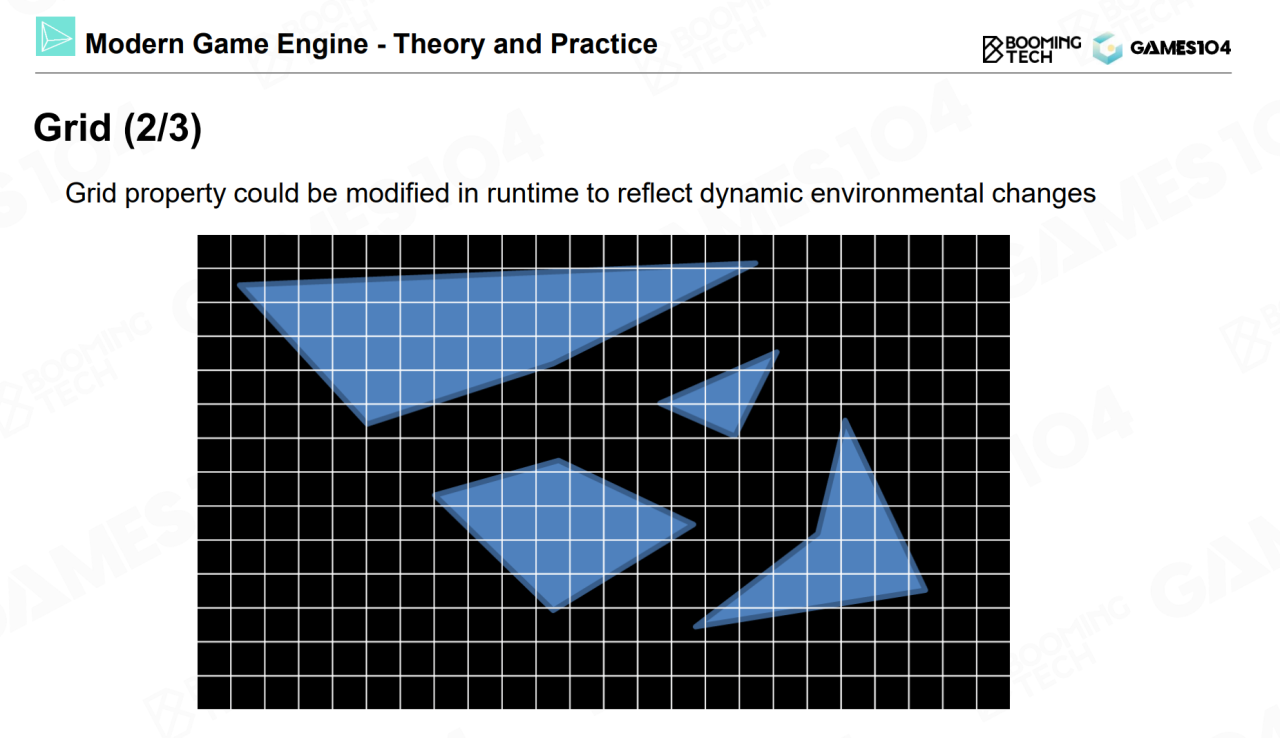 Modern Game Engine - Theory and Practice
BOOMING
TECH
GAMES104
Grid (2/3)
Grid property could be modified in runtime to reflect dynamic environmental changes